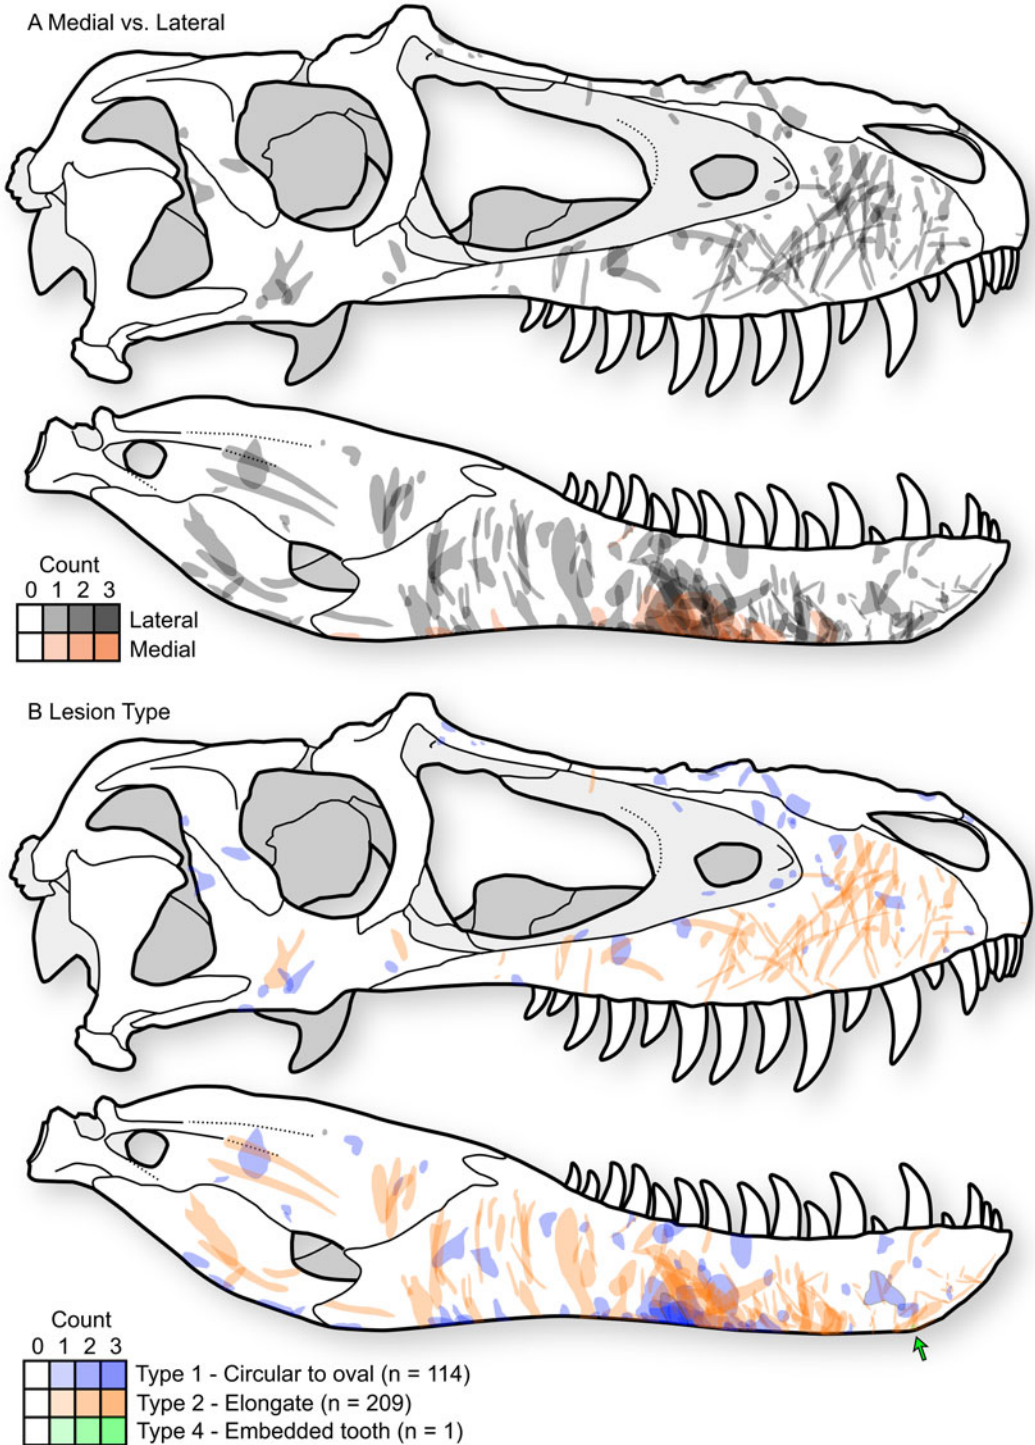 A Medial vs. Lateral
Count
0 1 2 3
Lateral
Medial
B Lesion Type
Count
0 1 2 3
Type 1 - Circular to oval (n = 114)
Type 2 - Elongate (n = 209)
Type 4 - Embedded tooth (n = 1)